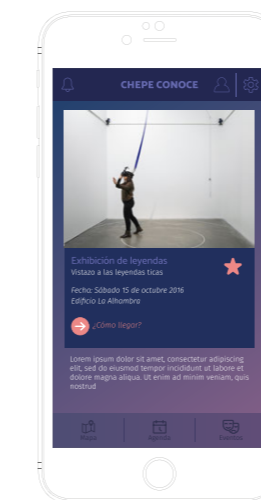 CHEPE CONOCE
Exhibición de leyendas
Vistazo a las leyendas ticas
Fecha: Sábado 15 de octubre 2016
Edificio La Alhambra
¿Cómo llegar?
Lorem ipsum dolor sit amet, consectetur adipiscing
elit, sed do eiusmod tempor incididunt ut labore et
dolore magna aliqua. Ut enim ad minim veniam, quis
nostrud
Mapa Agenda Eventos